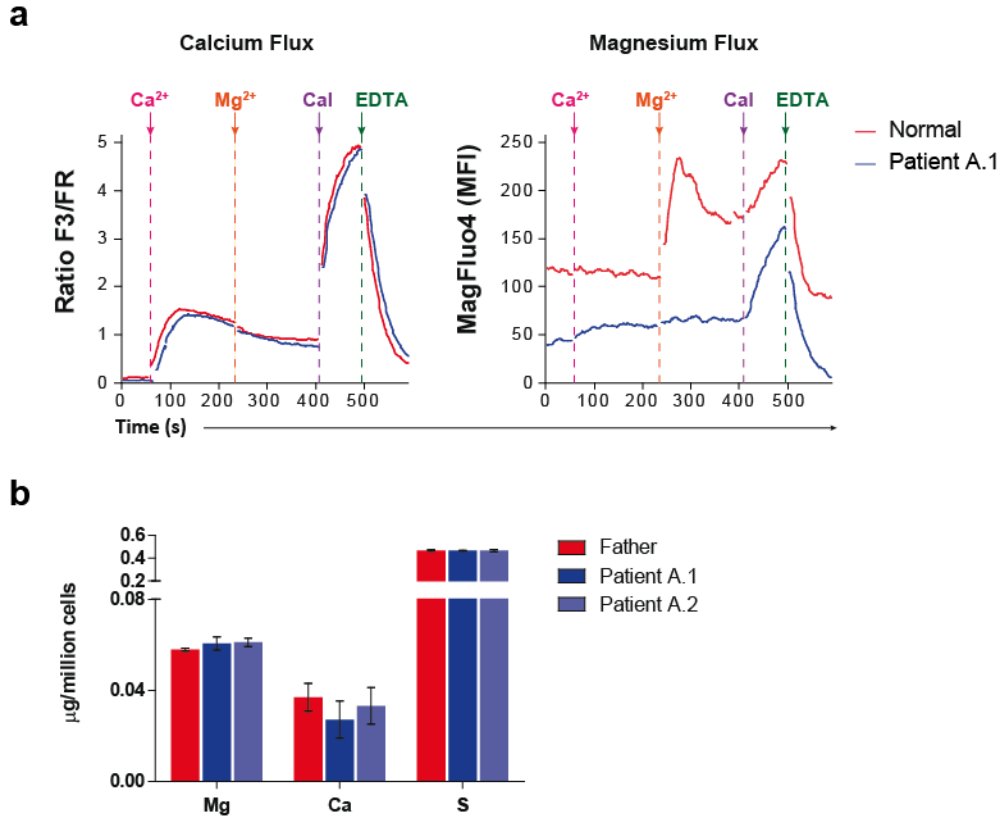 a
Calcium Flux
Magnesium Flux
Ca²⁺ Mg²⁺ Cal EDTA
Ca²⁺ Mg²⁺ Cal EDTA
Ratio F3/FR
5
4
3
2
1
0
0 100 200 300 400 500
MagFluo4 (MFI)
250
200
150
100
50
0
0 100 200 300 400 500
Normal
Patient A.1
Time (s)
b
µg/million cells
0.6
0.4
0.2
0.08
0.04
0.00
Mg Ca S
Father
Patient A.1
Patient A.2